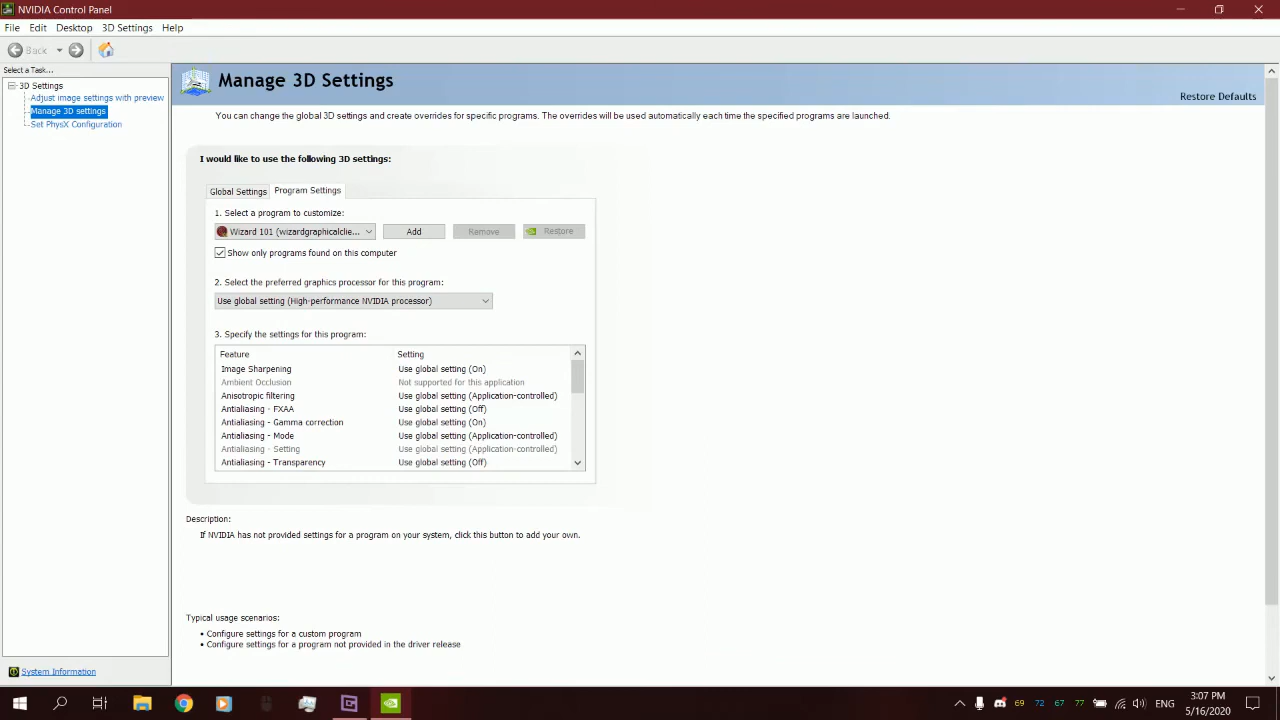 NVIDIA Control Panel
File Edit Desktop 3D Settings Help
Back
Select a Task...
3D Settings
Adjust image settings with preview
Manage 3D settings
Set PhysX Configuration
System Information
Manage 3D Settings
Restore Defaults
You can change the global 3D settings and create overrides for specific programs. The overrides will be used automatically each time the specified programs are launched.
I would like to use the following 3D settings:
Global Settings Program Settings
1. Select a program to customize:
Wizard 101 (wizardgraphicalclie... Add Remove Restore
Show only programs found on this computer
2. Select the preferred graphics processor for this program:
Use global setting (High-performance NVIDIA processor)
3. Specify the settings for this program:
Feature Setting
Image Sharpening Use global setting (On)
Ambient Occlusion Not supported for this application
Anisotropic filtering Use global setting (Application-controlled)
Antialiasing - FXAA Use global setting (Off)
Antialiasing - Gamma correction Use global setting (On)
Antialiasing - Mode Use global setting (Application-controlled)
Antialiasing - Setting Use global setting (Application-controlled)
Antialiasing - Transparency Use global setting (Off)
Description:
If NVIDIA has not provided settings for a program on your system, click this button to add your own.
Typical usage scenarios:
• Configure settings for a custom program
• Configure settings for a program not provided in the driver release
69 72 67 77 ENG
3:07 PM
5/16/2020